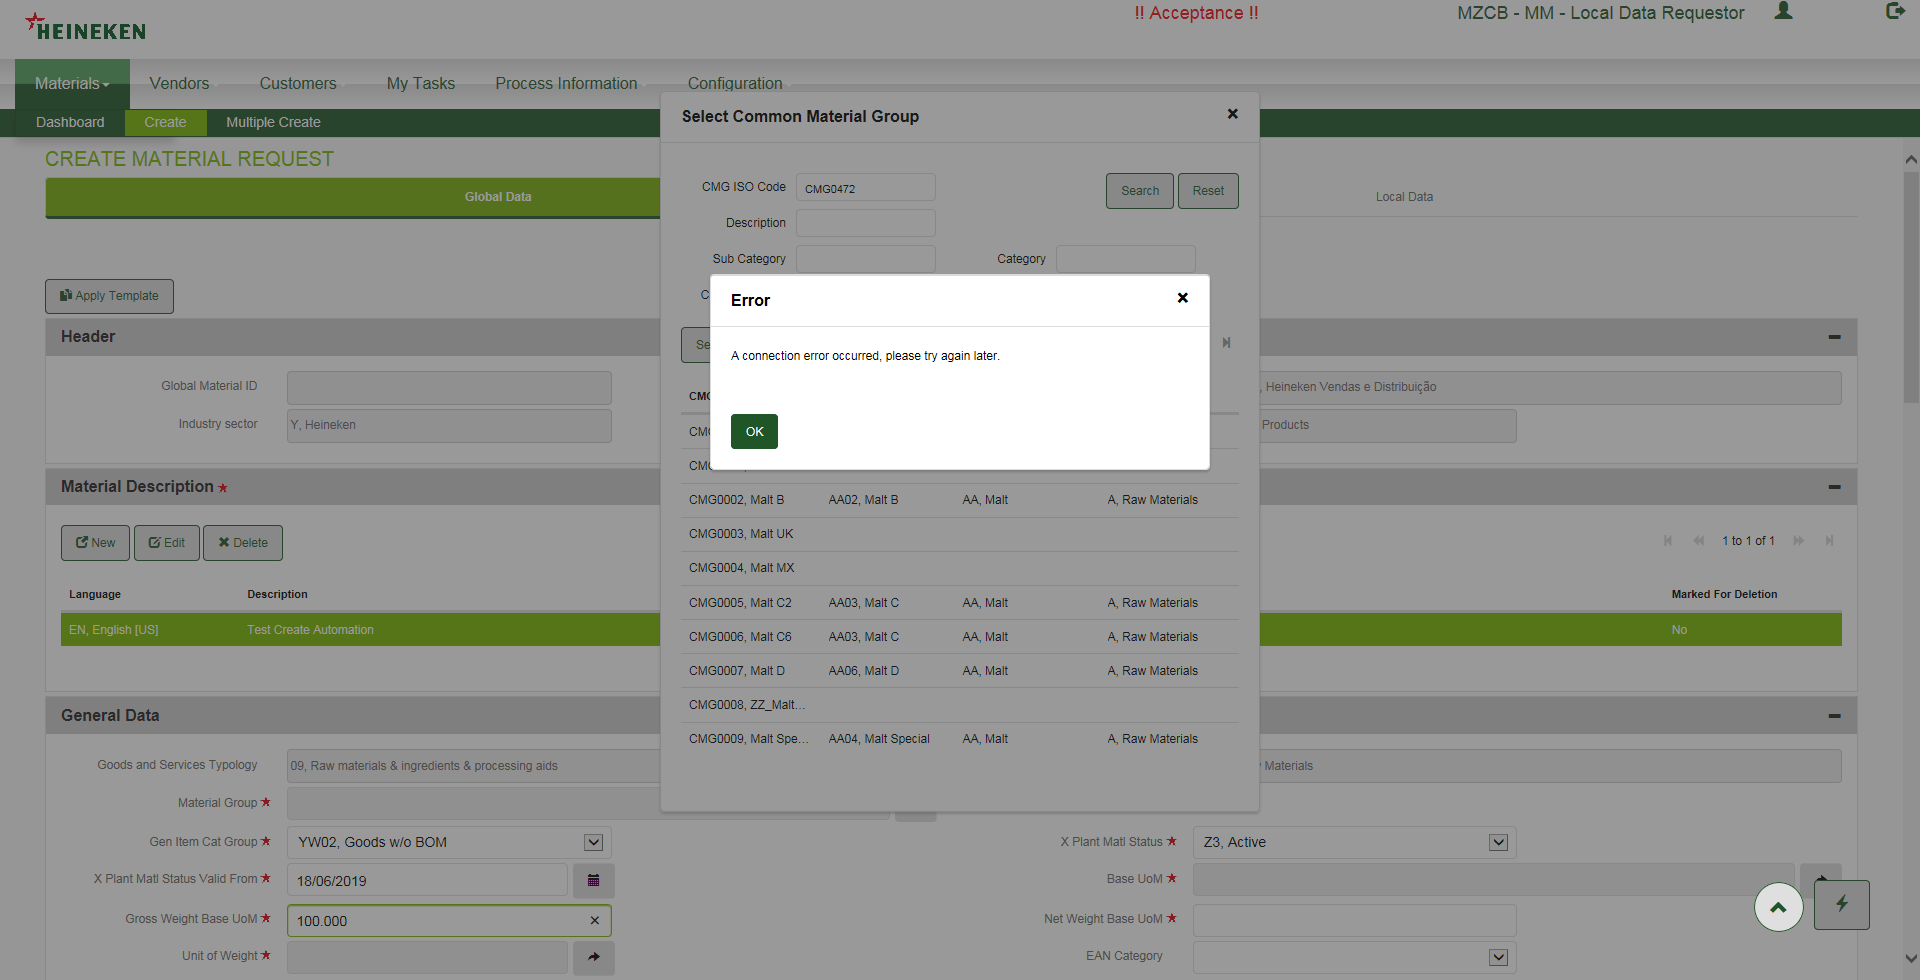 HEINEKEN
!! Acceptance !!
MZCB - MM - Local Data Requestor
Materials
Vendors
Customers
My Tasks
Process Information
Configuration
Dashboard
Create
Multiple Create
CREATE MATERIAL REQUEST
Global Data
Local Data
Apply Template
Select Common Material Group
CMG ISO Code
CMG0472
Search
Reset
Description
Sub Category
Category
C
Se
Error
A connection error occurred, please try again later.
OK
Header
Global Material ID
, Heineken Vendas e Distribuição
Industry sector
Y, Heineken
Products
CMG
CMG
CMG
CMG0002, Malt B AA02, Malt B AA, Malt A, Raw Materials
CMG0003, Malt UK
CMG0004, Malt MX
CMG0005, Malt C2 AA03, Malt C AA, Malt A, Raw Materials
CMG0006, Malt C6 AA03, Malt C AA, Malt A, Raw Materials
CMG0007, Malt D AA06, Malt D AA, Malt A, Raw Materials
CMG0008, ZZ_Malt...
CMG0009, Malt Spe... AA04, Malt Special AA, Malt A, Raw Materials
Material Description
New
Edit
Delete
1 to 1 of 1
Language Description Marked For Deletion
EN, English [US] Test Create Automation No
General Data
Goods and Services Typology
09, Raw materials & ingredients & processing aids
Materials
Material Group
Gen Item Cat Group
YW02, Goods w/o BOM
X Plant Matl Status
Z3, Active
X Plant Matl Status Valid From
18/06/2019
Base UoM
Gross Weight Base UoM
100.000
Net Weight Base UoM
Unit of Weight
EAN Category